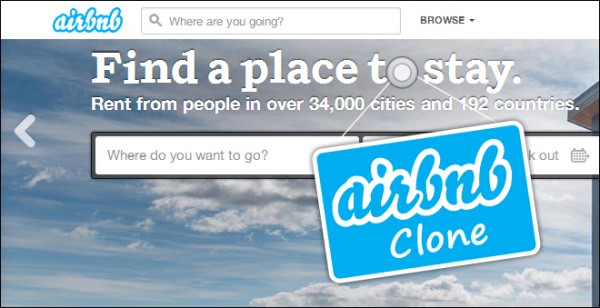 airbnb
Where are you going?
BROWSE
Find a place to stay.
Rent from people in over 34,000 cities and 192 countries.
Where do you want to go?
k out
airbnb
Clone